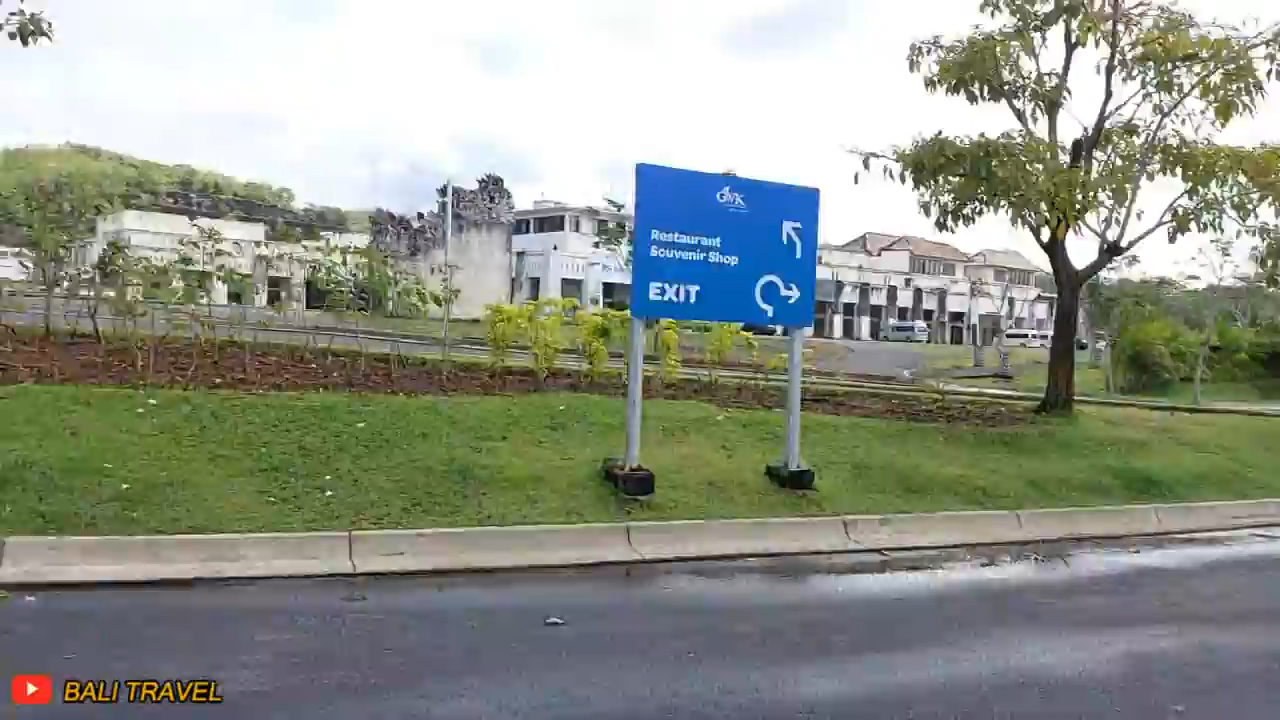 GWK
Restaurant
Souvenir Shop
EXIT
BALI TRAVEL